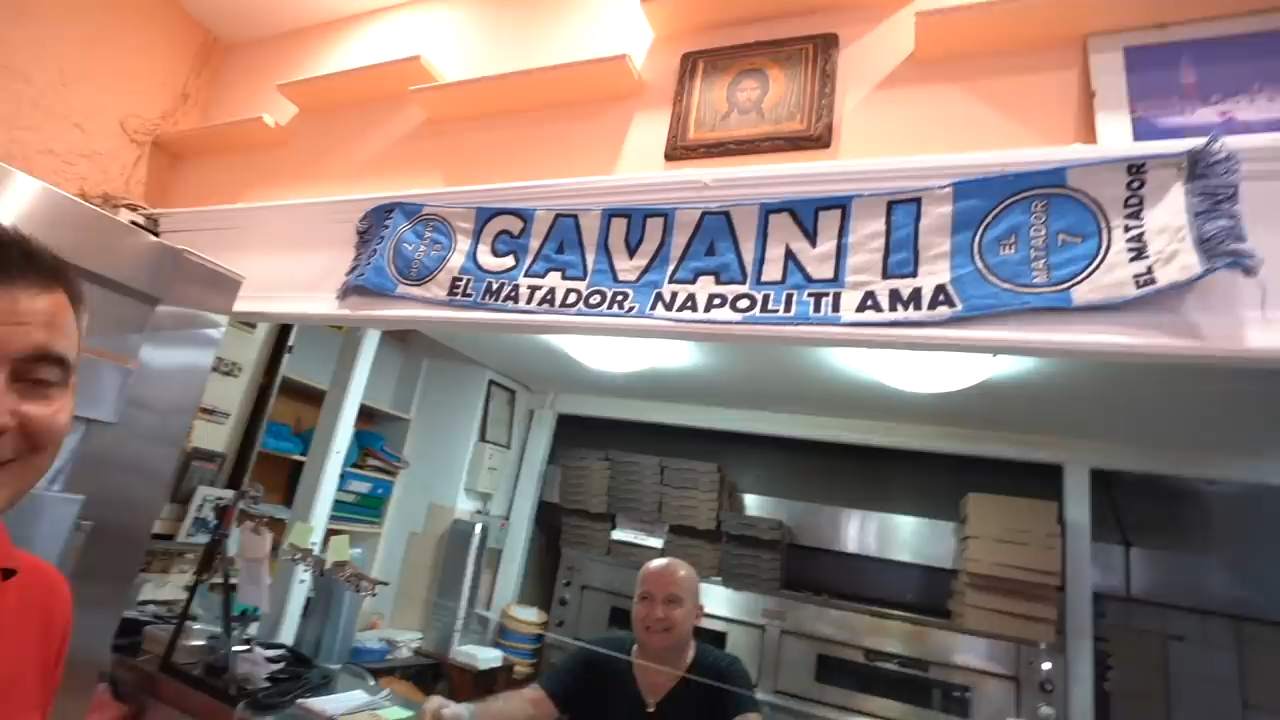 EL
MATADOR
7
CAVANI
EL MATADOR, NAPOLI TI AMA
EL
MATADOR
7
EL MATADOR